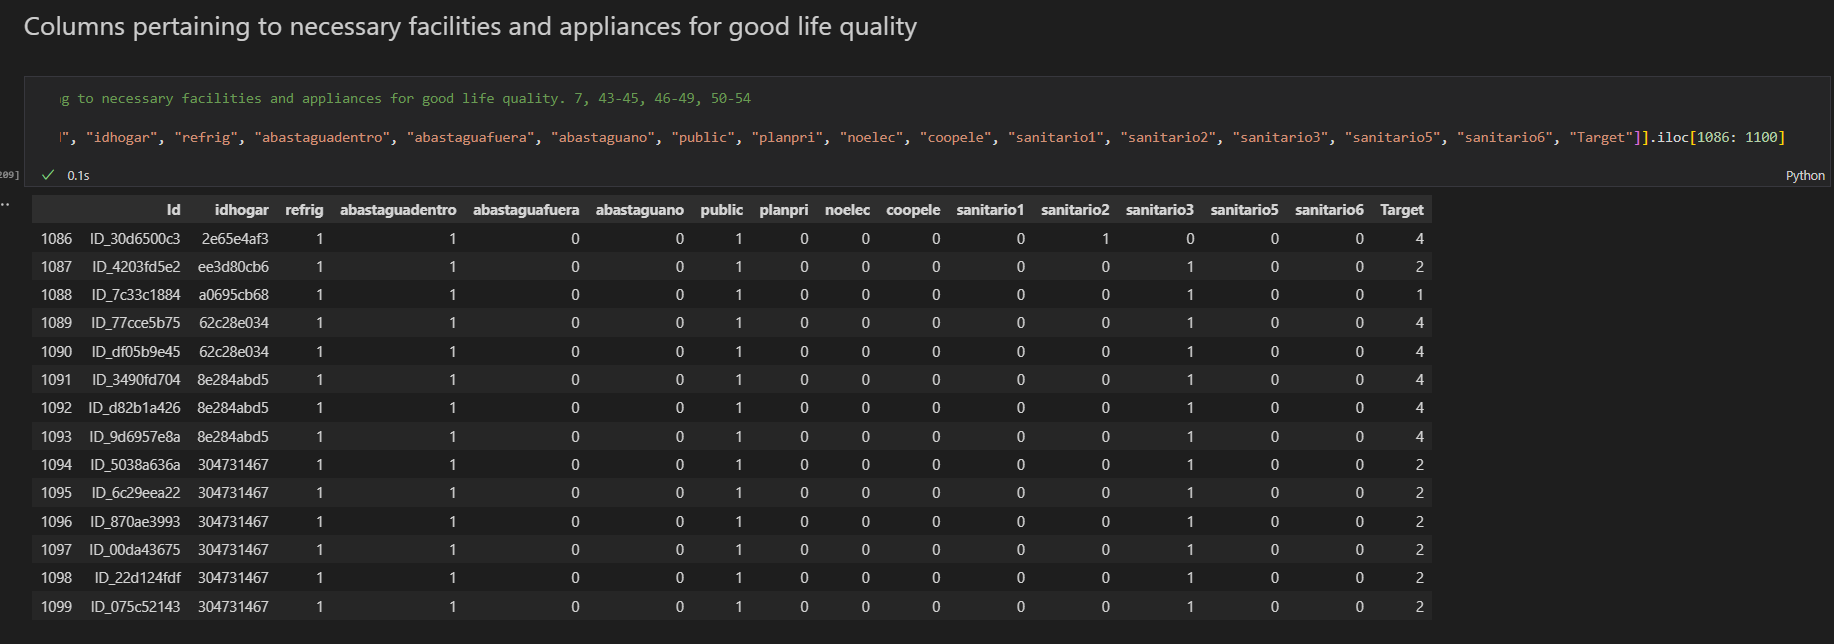 Columns pertaining to necessary facilities and appliances for good life quality
g to necessary facilities and appliances for good life quality. 7, 43-45, 46-49, 50-54
", "idhogar", "refrig", "abastaguadentro", "abastaguafuera", "abastaguano", "public", "planpri", "noelec", "coopele", "sanitario1", "sanitario2", "sanitario3", "sanitario5", "sanitario6", "Target"]].iloc[1086: 1100]
209] ✓ 0.1s Python
Id idhogar refrig abastaguadentro abastaguafuera abastaguano public planpri noelec coopele sanitario1 sanitario2 sanitario3 sanitario5 sanitario6 Target
1086 ID_30d6500c3 2e65e4af3 1 1 0 0 1 0 0 0 0 1 0 0 0 4
1087 ID_4203fd5e2 ee3d80cb6 1 1 0 0 1 0 0 0 0 0 1 0 0 2
1088 ID_7c33c1884 a0695cb68 1 1 0 0 1 0 0 0 0 0 1 0 0 1
1089 ID_77cce5b75 62c28e034 1 1 0 0 1 0 0 0 0 0 1 0 0 4
1090 ID_df05b9e45 62c28e034 1 1 0 0 1 0 0 0 0 0 1 0 0 4
1091 ID_3490fd704 8e284abd5 1 1 0 0 1 0 0 0 0 0 1 0 0 4
1092 ID_d82b1a426 8e284abd5 1 1 0 0 1 0 0 0 0 0 1 0 0 4
1093 ID_9d6957e8a 8e284abd5 1 1 0 0 1 0 0 0 0 0 1 0 0 4
1094 ID_5038a636a 304731467 1 1 0 0 1 0 0 0 0 0 1 0 0 2
1095 ID_6c29eea22 304731467 1 1 0 0 1 0 0 0 0 0 1 0 0 2
1096 ID_870ae3993 304731467 1 1 0 0 1 0 0 0 0 0 1 0 0 2
1097 ID_00da43675 304731467 1 1 0 0 1 0 0 0 0 0 1 0 0 2
1098 ID_22d124fdf 304731467 1 1 0 0 1 0 0 0 0 0 1 0 0 2
1099 ID_075c52143 304731467 1 1 0 0 1 0 0 0 0 0 1 0 0 2